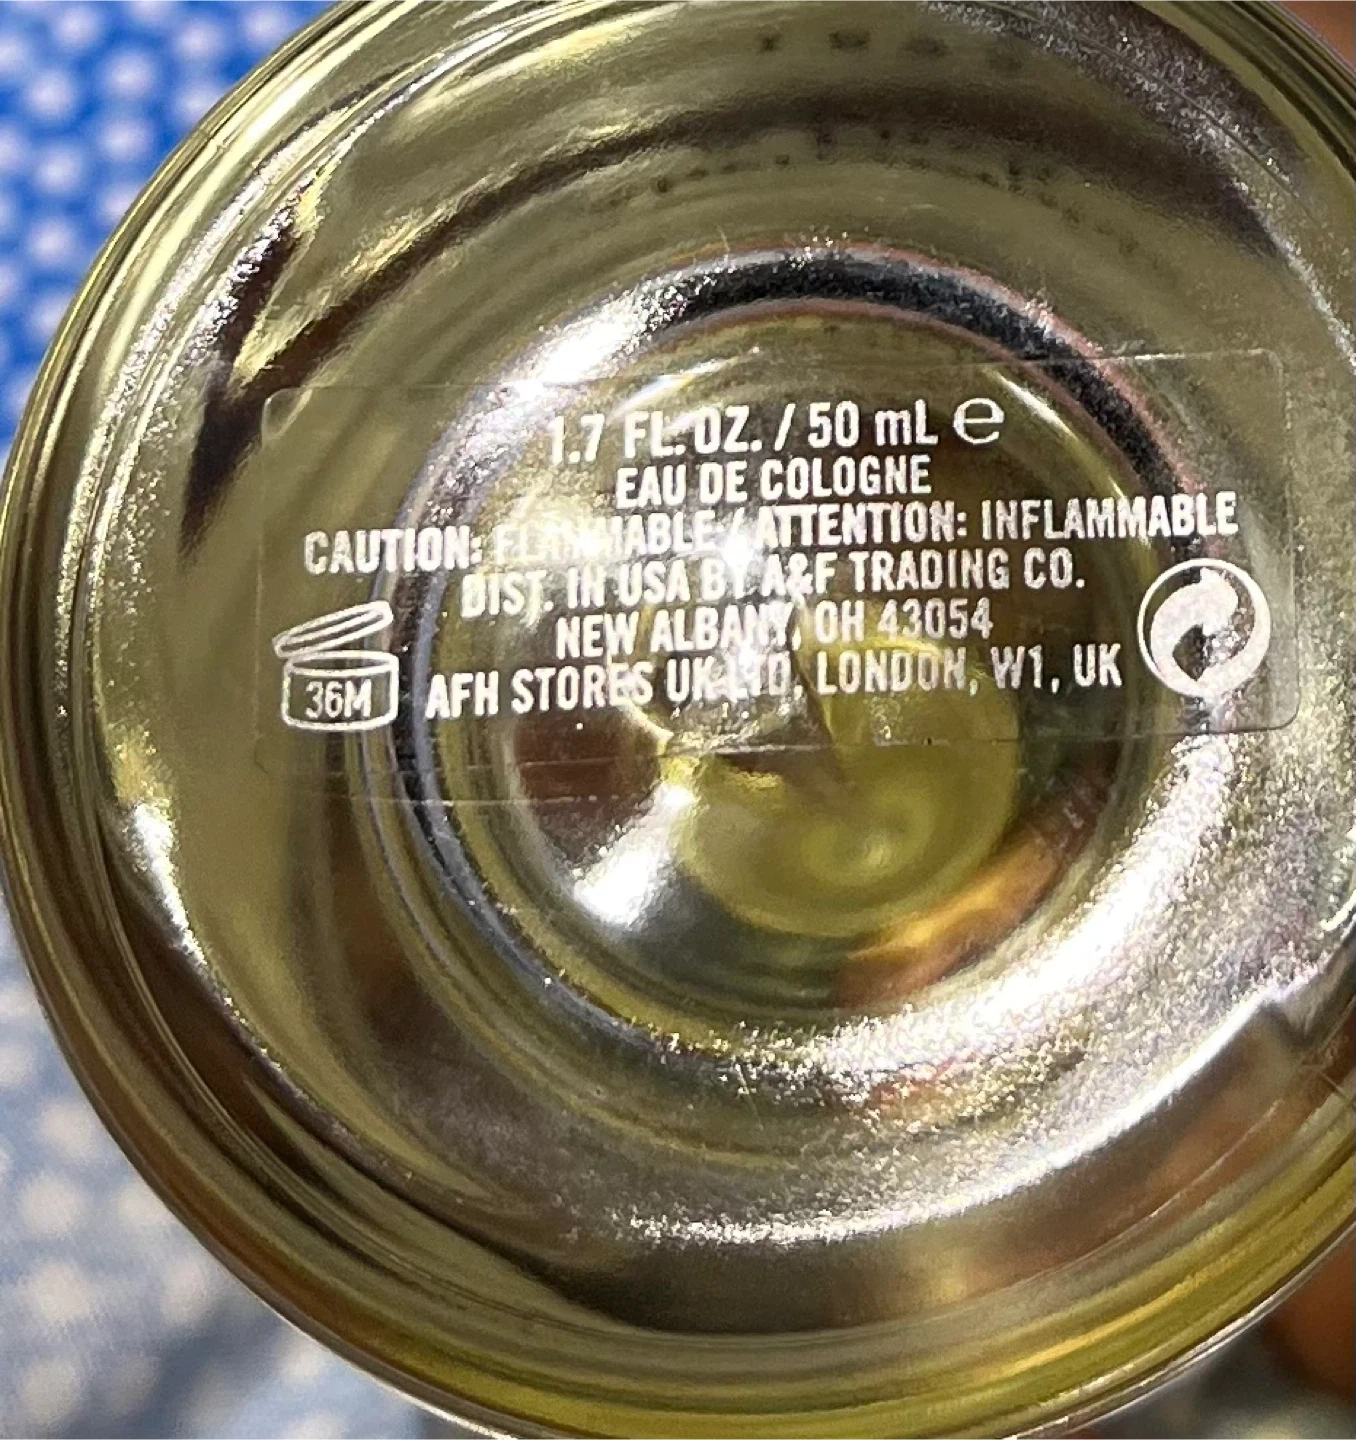 1.7 FL. OZ. / 50 mL ℮
EAU DE COLOGNE
CAUTION: FLAMMABLE / ATTENTION: INFLAMMABLE
DIST. IN USA BY A&F TRADING CO.
NEW ALBANY, OH 43054
AFH STORES UK LTD, LONDON, W1, UK
36M